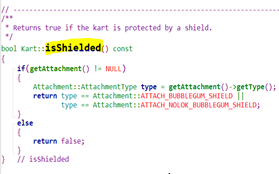 // -----------------------------------------------------------------
/**
 * Returns true if the kart is protected by a shield.
 */
bool Kart::isShielded() const
{
    if(getAttachment() != NULL)
    {
        Attachment::AttachmentType type = getAttachment()->getType();
        return type == Attachment::ATTACH_BUBBLEGUM_SHIELD ||
               type == Attachment::ATTACH_NOLOK_BUBBLEGUM_SHIELD;
    }
    else
    {
        return false;
    }
}  // isShielded